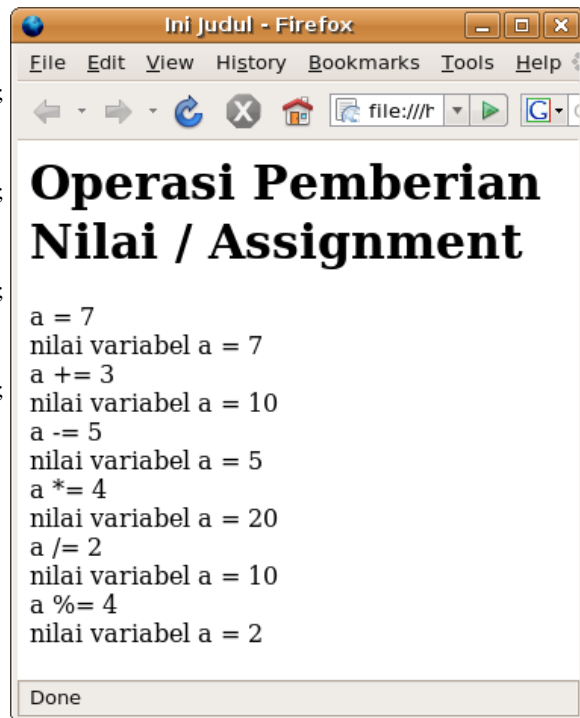 Ini Judul - Firefox
File Edit View History Bookmarks Tools Help
file:///h G
Operasi Pemberian
Nilai / Assignment
a = 7
nilai variabel a = 7
a += 3
nilai variabel a = 10
a -= 5
nilai variabel a = 5
a *= 4
nilai variabel a = 20
a /= 2
nilai variabel a = 10
a %= 4
nilai variabel a = 2
Done